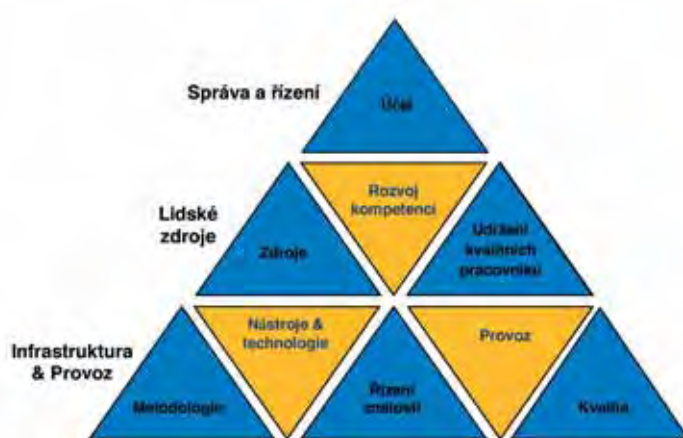 Správa a řízení
Účel
Lidské
zdroje
Rozvoj
kompetencí
Zdroje
Udržení
kvalitních
pracovníků
Infrastruktura
& Provoz
Nástroje &
technologie
Provoz
Metodologie
Řízení
znalostí
Kvalita